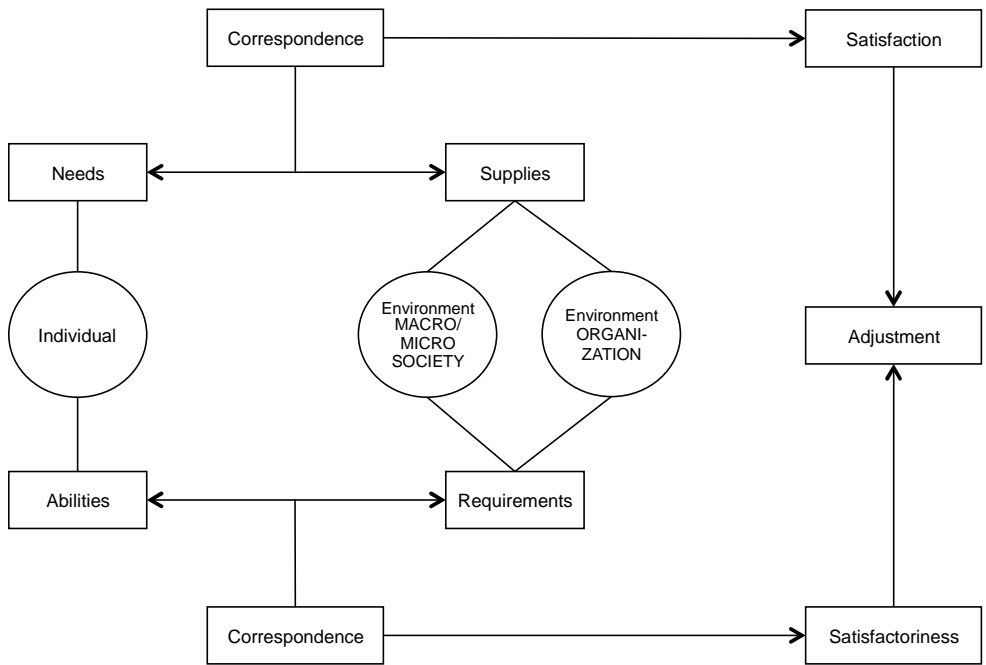 Correspondence
Satisfaction
Needs
Supplies
Individual
Environment
MACRO/
MICRO
SOCIETY
Environment
ORGANI-
ZATION
Adjustment
Abilities
Requirements
Correspondence
Satisfactoriness